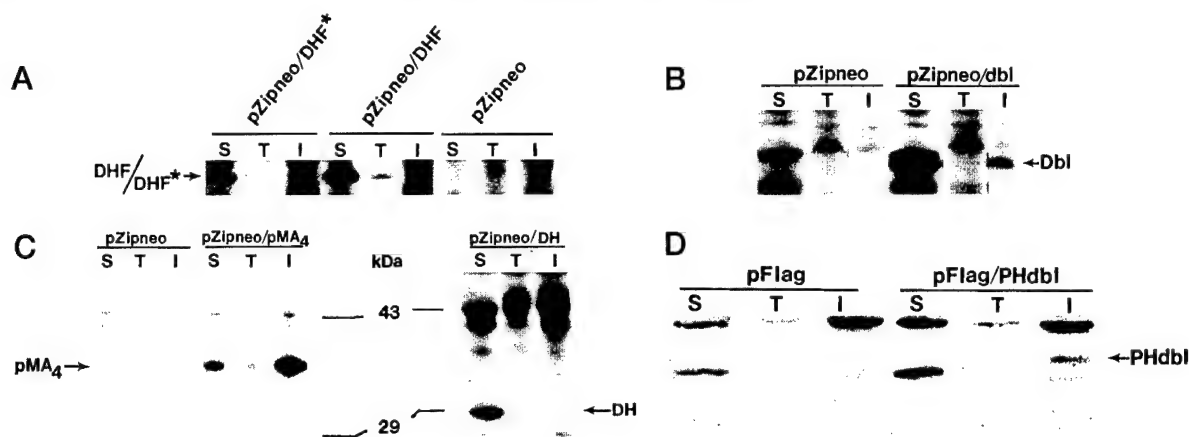 A
pZipneo/DHF*
pZipneo/DHF
pZipneo
S T I S T I S T I
DHF/DHF*→
B
pZipneo pZipneo/dbl
S T I S T I
←Dbl
C
pZipneo pZipneo/pMA4 kDa pZipneo/DH
S T I S T I S T I
43
pMA4→
29
←DH
D
pFlag pFlag/PHdbl
S T I S T I
←PHdbl